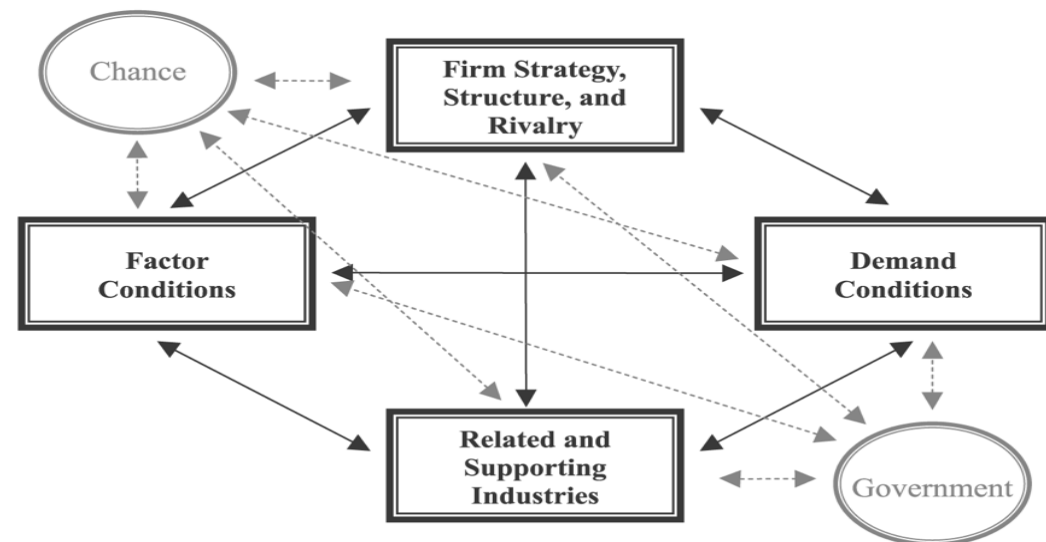 Chance
Firm Strategy,
Structure, and
Rivalry
Factor
Conditions
Demand
Conditions
Related and
Supporting
Industries
Government